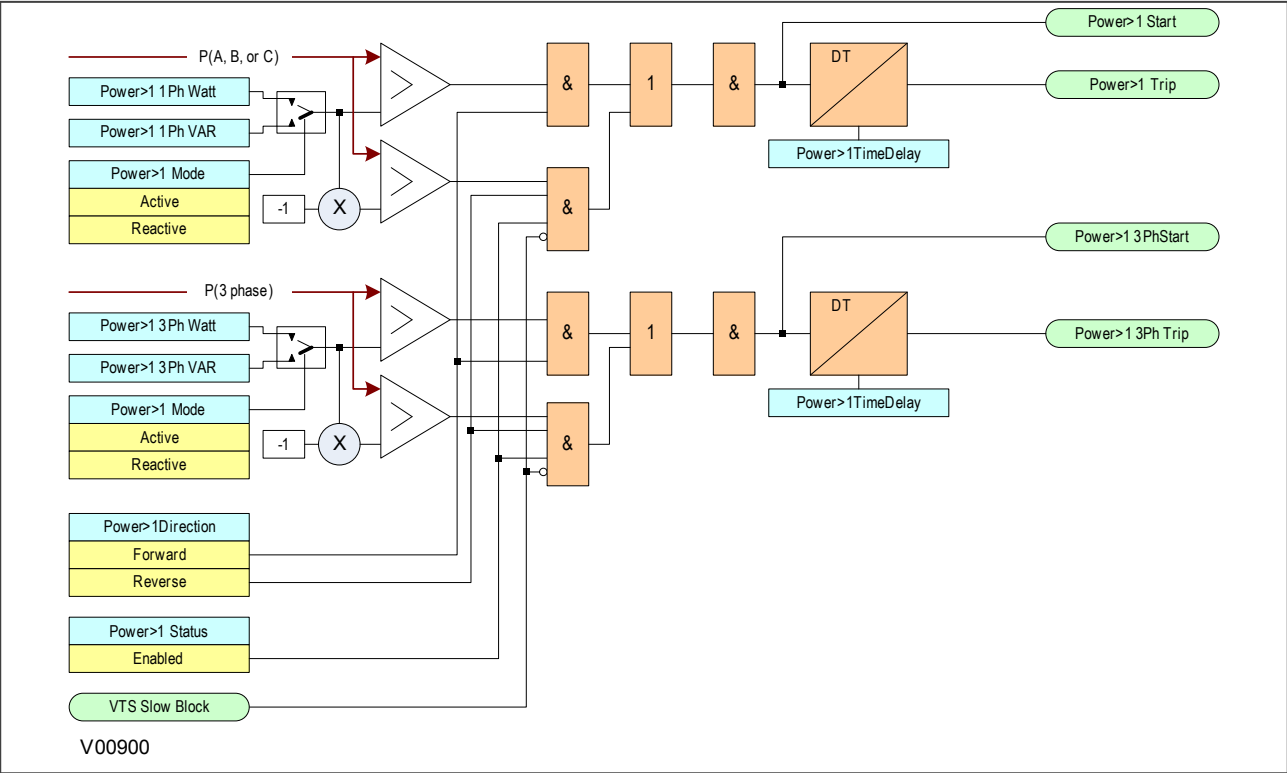 Power>1 Start
P(A, B, or C)
DT
Power>1 1Ph Watt
&
1
&
Power>1 Trip
Power>1 1Ph VAR
Power>1TimeDelay
Power>1 Mode
Active
-1
X
&
Reactive
Power>1 3PhStart
P(3 phase)
DT
Power>1 3Ph Watt
&
1
&
Power>1 3Ph Trip
Power>1 3Ph VAR
Power>1TimeDelay
Power>1 Mode
Active
-1
X
&
Reactive
Power>1Direction
Forward
Reverse
Power>1 Status
Enabled
VTS Slow Block
V00900